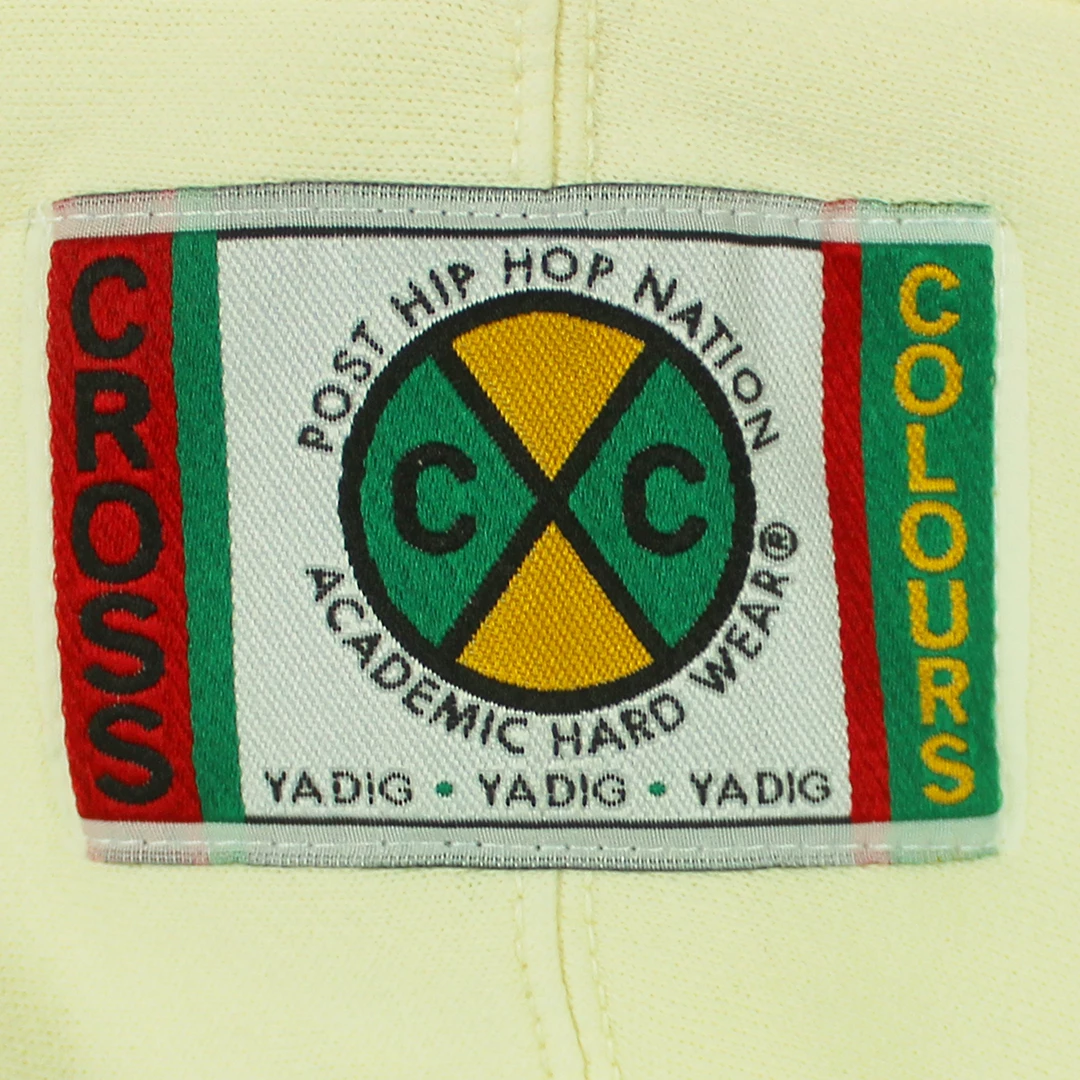 CROSS
POST HIP HOP NATION
C C
ACADEMIC HARD WEAR®
YADIG • YADIG • YADIG
COLOURS